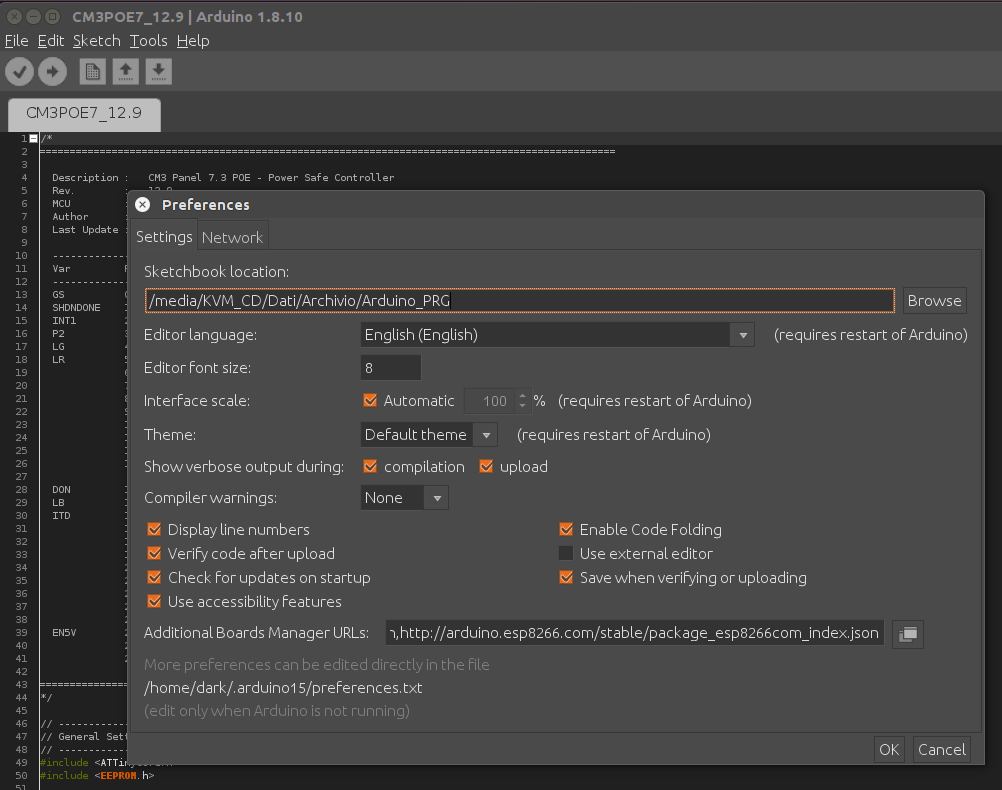 CM3POE7_12.9 | Arduino 1.8.10
File Edit Sketch Tools Help
CM3POE7_12.9
1 /*
2 ================================================================================================
3
4 Description : CM3 Panel 7.3 POE - Power Safe Controller
5 Rev. : 12.9
6 MCU
7 Author
8 Last Update :
9
10 -------------
11 Var
12 -------------
13 GS
14 SHDNDONE
15 INT1
16 P2
17 LG
18 LR
19
20
21
22
23
24
25
26
27
28 DON
29 LB
30 ITD
31
32
33
34
35
36
37
38
39 EN5V
40
41
42
43 ===============
44 */
45
46 // ------------
47 // General Set
48 // ------------
49 #include
50 #include <EEPROM.h>
51
Preferences
Settings Network
Sketchbook location:
/media/KVM_CD/Dati/Archivio/Arduino_PRG Browse
Editor language: English (English) (requires restart of Arduino)
Editor font size: 8
Interface scale: Automatic 100 % (requires restart of Arduino)
Theme: Default theme (requires restart of Arduino)
Show verbose output during: compilation upload
Compiler warnings: None
Display line numbers Enable Code Folding
Verify code after upload Use external editor
Check for updates on startup Save when verifying or uploading
Use accessibility features
Additional Boards Manager URLs: ,http://arduino.esp8266.com/stable/package_esp8266com_index.json
More preferences can be edited directly in the file
/home/dark/.arduino15/preferences.txt
(edit only when Arduino is not running)
OK Cancel